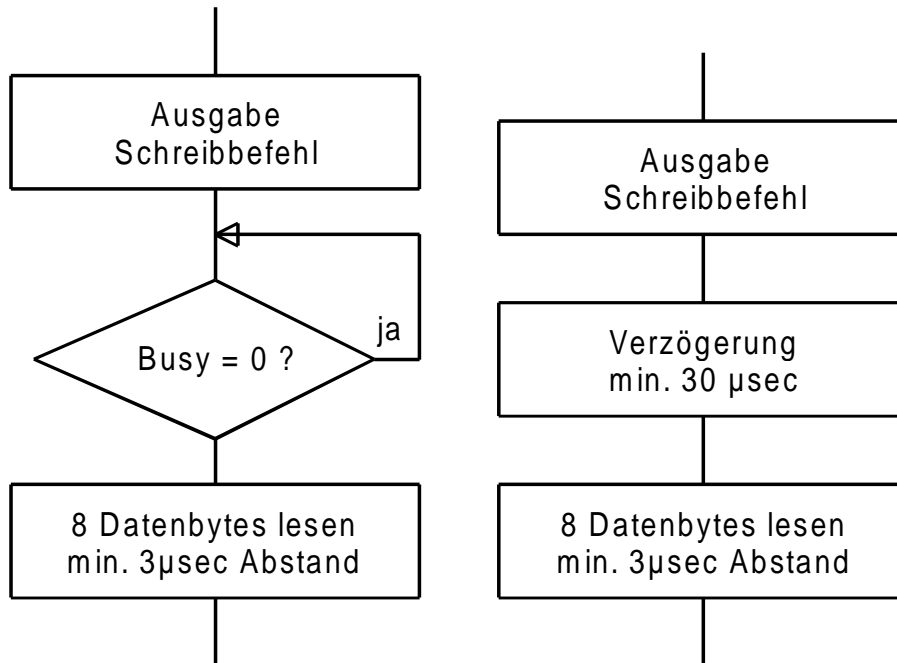 Ausgabe
Schreibbefehl
ja
Busy = 0 ?
8 Datenbytes lesen
min. 3µsec Abstand
Ausgabe
Schreibbefehl
Verzögerung
min. 30 µsec
8 Datenbytes lesen
min. 3µsec Abstand